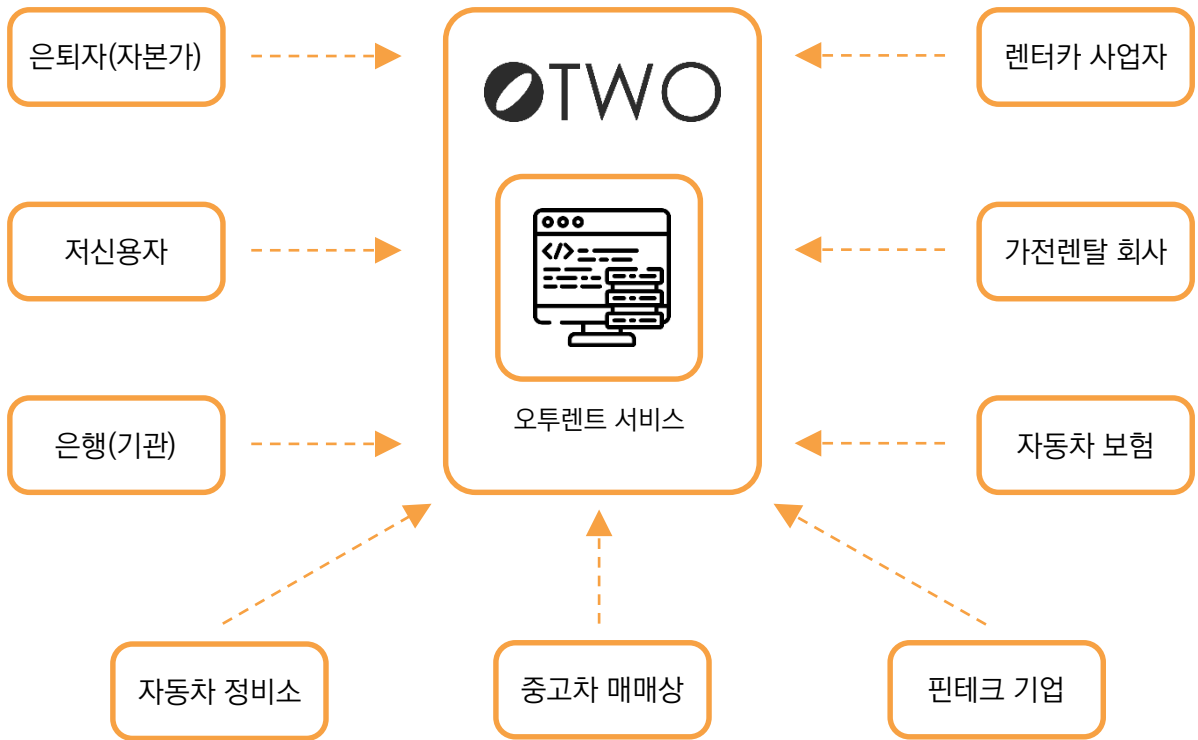 은퇴자(자본가)
OTWO
렌터카 사업자
저신용자
</>
가전렌탈 회사
은행(기관)
오투렌트 서비스
자동차 보험
자동차 정비소
중고차 매매상
핀테크 기업